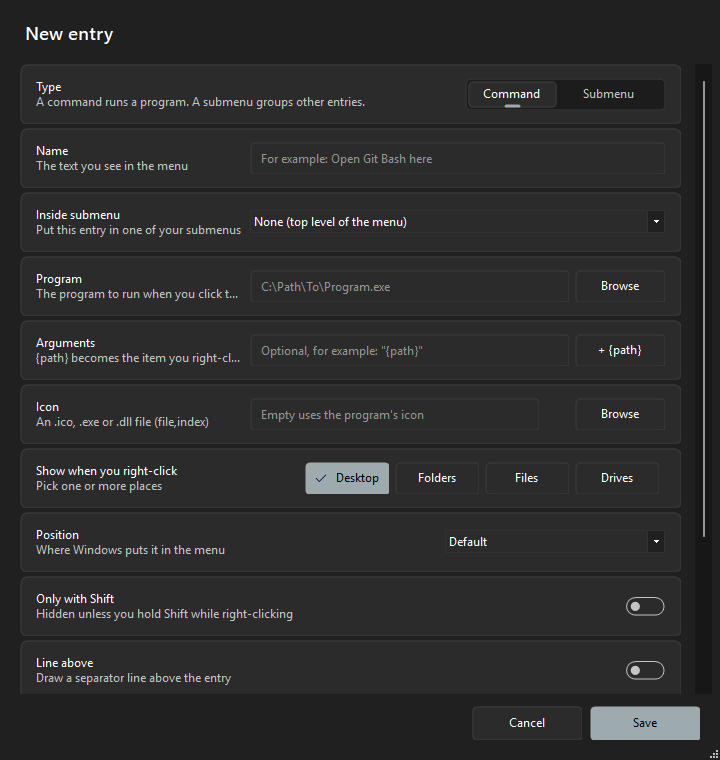 New entry
Type
A command runs a program. A submenu groups other entries.
Command
Submenu
Name
The text you see in the menu
For example: Open Git Bash here
Inside submenu
Put this entry in one of your submenus
None (top level of the menu)
Program
The program to run when you click t...
C:\Path\To\Program.exe
Browse
Arguments
{path} becomes the item you right-cl...
Optional, for example: "{path}"
+ {path}
Icon
An .ico, .exe or .dll file (file,index)
Empty uses the program's icon
Browse
Show when you right-click
Pick one or more places
Desktop
Folders
Files
Drives
Position
Where Windows puts it in the menu
Default
Only with Shift
Hidden unless you hold Shift while right-clicking
Line above
Draw a separator line above the entry
Cancel
Save